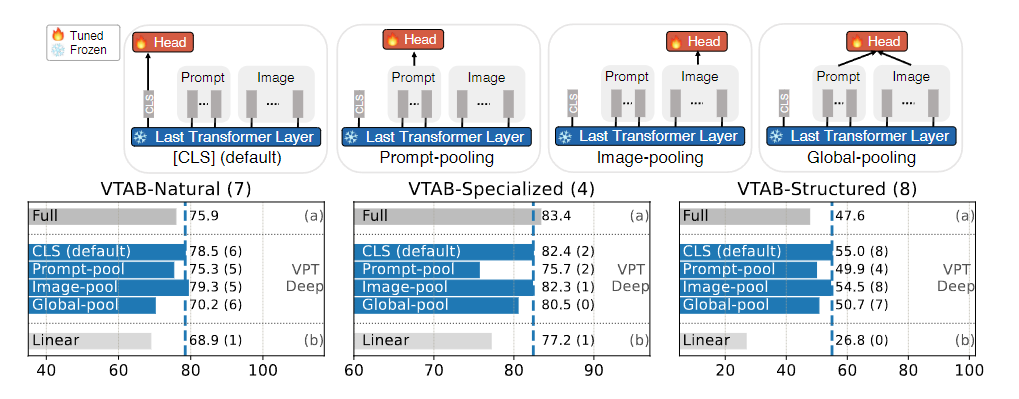 Tuned
Frozen
Head
CLS
Prompt
Image
Last Transformer Layer
[CLS] (default)
Head
CLS
Prompt
Image
Last Transformer Layer
Prompt-pooling
Head
CLS
Prompt
Image
Last Transformer Layer
Image-pooling
Head
CLS
Prompt
Image
Last Transformer Layer
Global-pooling
VTAB-Natural (7)
Full 75.9 (a)
CLS (default) 78.5 (6)
Prompt-pool 75.3 (5)
Image-pool 79.3 (5)
Global-pool 70.2 (6)
VPT
Deep
Linear 68.9 (1) (b)
40 60 80 100
VTAB-Specialized (4)
Full 83.4 (a)
CLS (default) 82.4 (2)
Prompt-pool 75.7 (2)
Image-pool 82.3 (1)
Global-pool 80.5 (0)
VPT
Deep
Linear 77.2 (1) (b)
60 70 80 90
VTAB-Structured (8)
Full 47.6 (a)
CLS (default) 55.0 (8)
Prompt-pool 49.9 (4)
Image-pool 54.5 (8)
Global-pool 50.7 (7)
VPT
Deep
Linear 26.8 (0) (b)
20 40 60 80 100